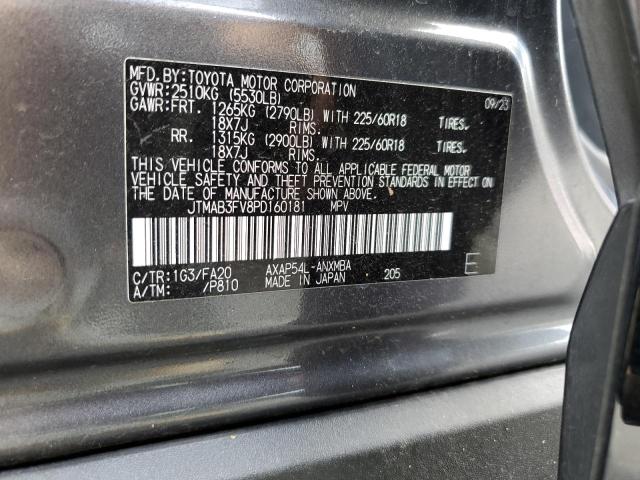 MFD.BY:TOYOTA MOTOR CORPORATION 09/23
GVWR:2510KG (5530LB)
GAWR:FRT. 1265KG (2790LB) WITH 225/60R18 TIRES.
18X7J RIMS.
RR. 1315KG (2900LB) WITH 225/60R18 TIRES.
18X7J RIMS.
THIS VEHICLE CONFORMS TO ALL APPLICABLE FEDERAL MOTOR
VEHICLE SAFETY AND THEFT PREVENTION STANDARDS IN EFFECT ON
THE DATE OF MANUFACTURE SHOWN ABOVE.
JTMAB3FV8PD160181 MPV
C/TR:1G3/FA20 AXAP54L-ANXMBA 205 E
A/TM: /P810 MADE IN JAPAN